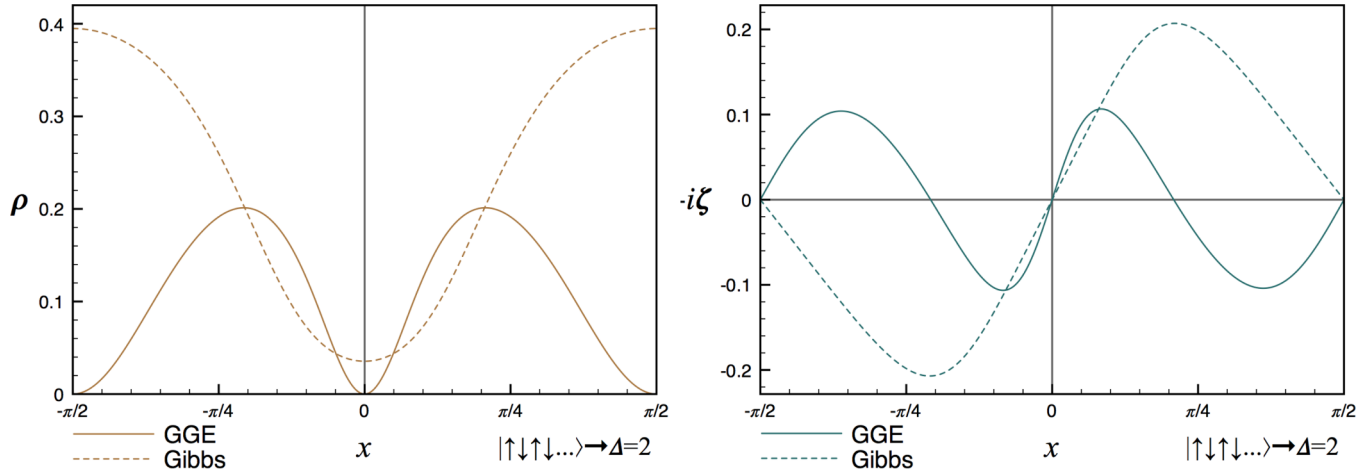 0.4
0.3
0.2
0.1
0
ρ
-π/2
-π/4
0
π/4
π/2
GGE
Gibbs
x
|↑↓↑↓...⟩→Δ=2
0.2
0.1
0
-0.1
-0.2
-iζ
-π/2
-π/4
0
π/4
π/2
GGE
Gibbs
x
|↑↓↑↓...⟩→Δ=2